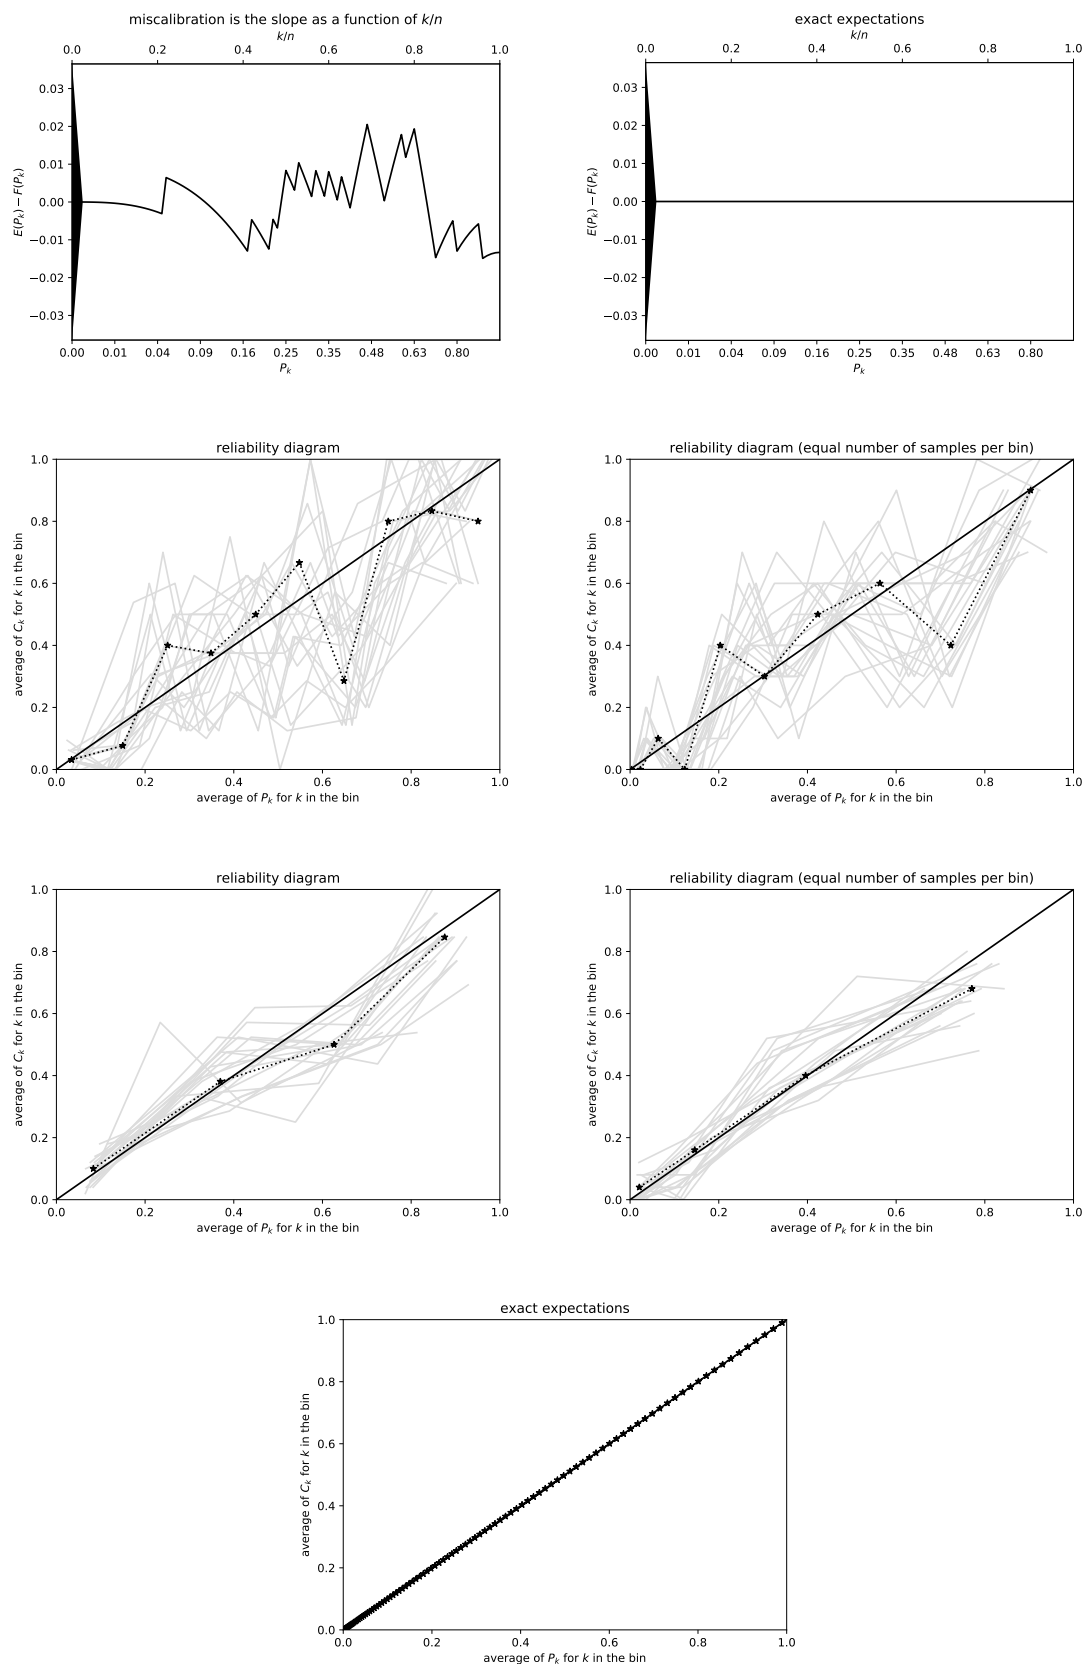 miscalibration is the slope as a function of k/n
k/n
0.0 0.2 0.4 0.6 0.8 1.0
E(P_k) − F(P_k)
0.03
0.02
0.01
0.00
−0.01
−0.02
−0.03
0.00 0.01 0.04 0.09 0.16 0.25 0.35 0.48 0.63 0.80
P_k
exact expectations
k/n
0.0 0.2 0.4 0.6 0.8 1.0
E(P_k) − F(P_k)
0.03
0.02
0.01
0.00
−0.01
−0.02
−0.03
0.00 0.01 0.04 0.09 0.16 0.25 0.35 0.48 0.63 0.80
P_k
reliability diagram
average of C_k for k in the bin
1.0
0.8
0.6
0.4
0.2
0.0
0.0 0.2 0.4 0.6 0.8 1.0
average of P_k for k in the bin
reliability diagram (equal number of samples per bin)
average of C_k for k in the bin
1.0
0.8
0.6
0.4
0.2
0.0
0.0 0.2 0.4 0.6 0.8 1.0
average of P_k for k in the bin
reliability diagram
average of C_k for k in the bin
1.0
0.8
0.6
0.4
0.2
0.0
0.0 0.2 0.4 0.6 0.8 1.0
average of P_k for k in the bin
reliability diagram (equal number of samples per bin)
average of C_k for k in the bin
1.0
0.8
0.6
0.4
0.2
0.0
0.0 0.2 0.4 0.6 0.8 1.0
average of P_k for k in the bin
exact expectations
average of C_k for k in the bin
1.0
0.8
0.6
0.4
0.2
0.0
0.0 0.2 0.4 0.6 0.8 1.0
average of P_k for k in the bin